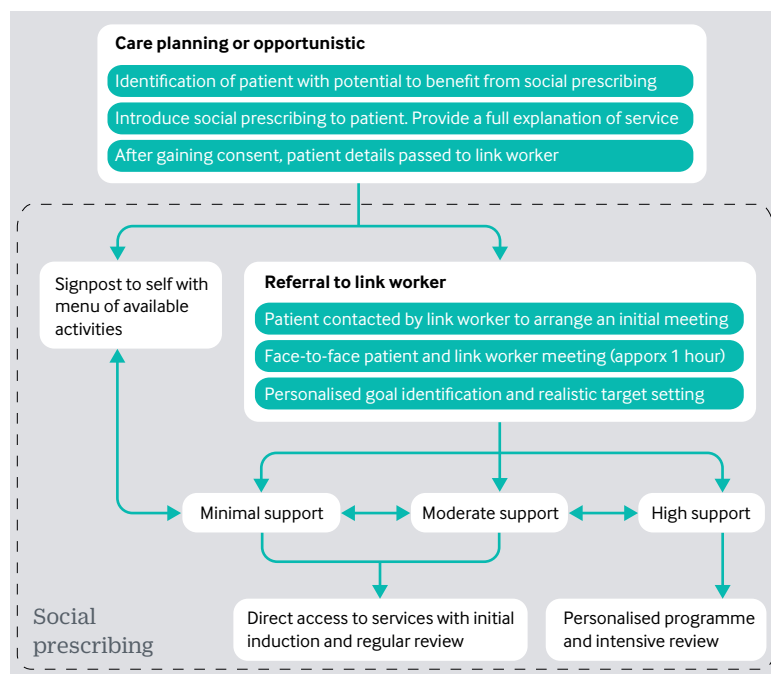 Care planning or opportunistic
Identification of patient with potential to benefit from social prescribing
Introduce social prescribing to patient. Provide a full explanation of service
After gaining consent, patient details passed to link worker
Signpost to self with
menu of available
activities
Referral to link worker
Patient contacted by link worker to arrange an initial meeting
Face-to-face patient and link worker meeting (apporx 1 hour)
Personalised goal identification and realistic target setting
Minimal support
Moderate support
High support
Direct access to services with initial
induction and regular review
Personalised programme
and intensive review
Social
prescribing